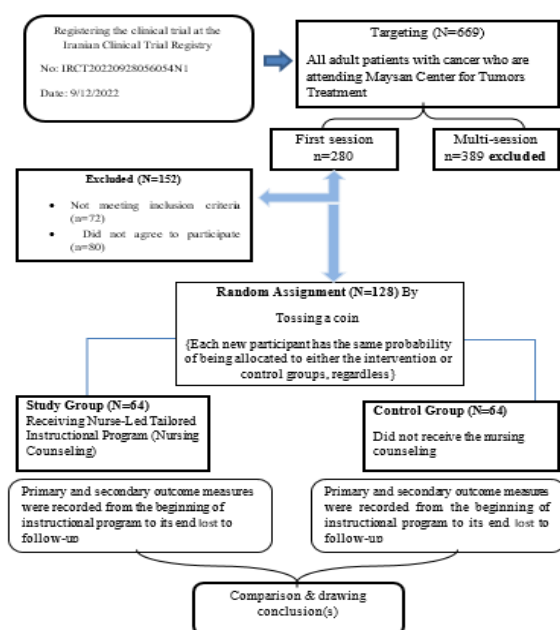 Registering the clinical trial at the
Iranian Clinical Trial Registry
No: IRCT20220928056054N1
Date: 9/12/2022
Targeting (N=669)
All adult patients with cancer who are
attending Maysan Center for Tumors
Treatment
First session
n=280
Multi-session
n=389 excluded
Excluded (N=152)
• Not meeting inclusion criteria
(n=72)
• Did not agree to participate
(n=80)
Random Assignment (N=128) By
Tossing a coin
{Each new participant has the same probability
of being allocated to either the intervention or
control groups, regardless}
Study Group (N=64)
Receiving Nurse-Led Tailored
Instructional Program (Nursing
Counseling)
Control Group (N=64)
Did not receive the nursing
counseling
Primary and secondary outcome measures
were recorded from the beginning of
instructional program to its end lost to
follow-up
Primary and secondary outcome measures
were recorded from the beginning of
instructional program to its end lost to
follow-up
Comparison & drawing
conclusion(s)